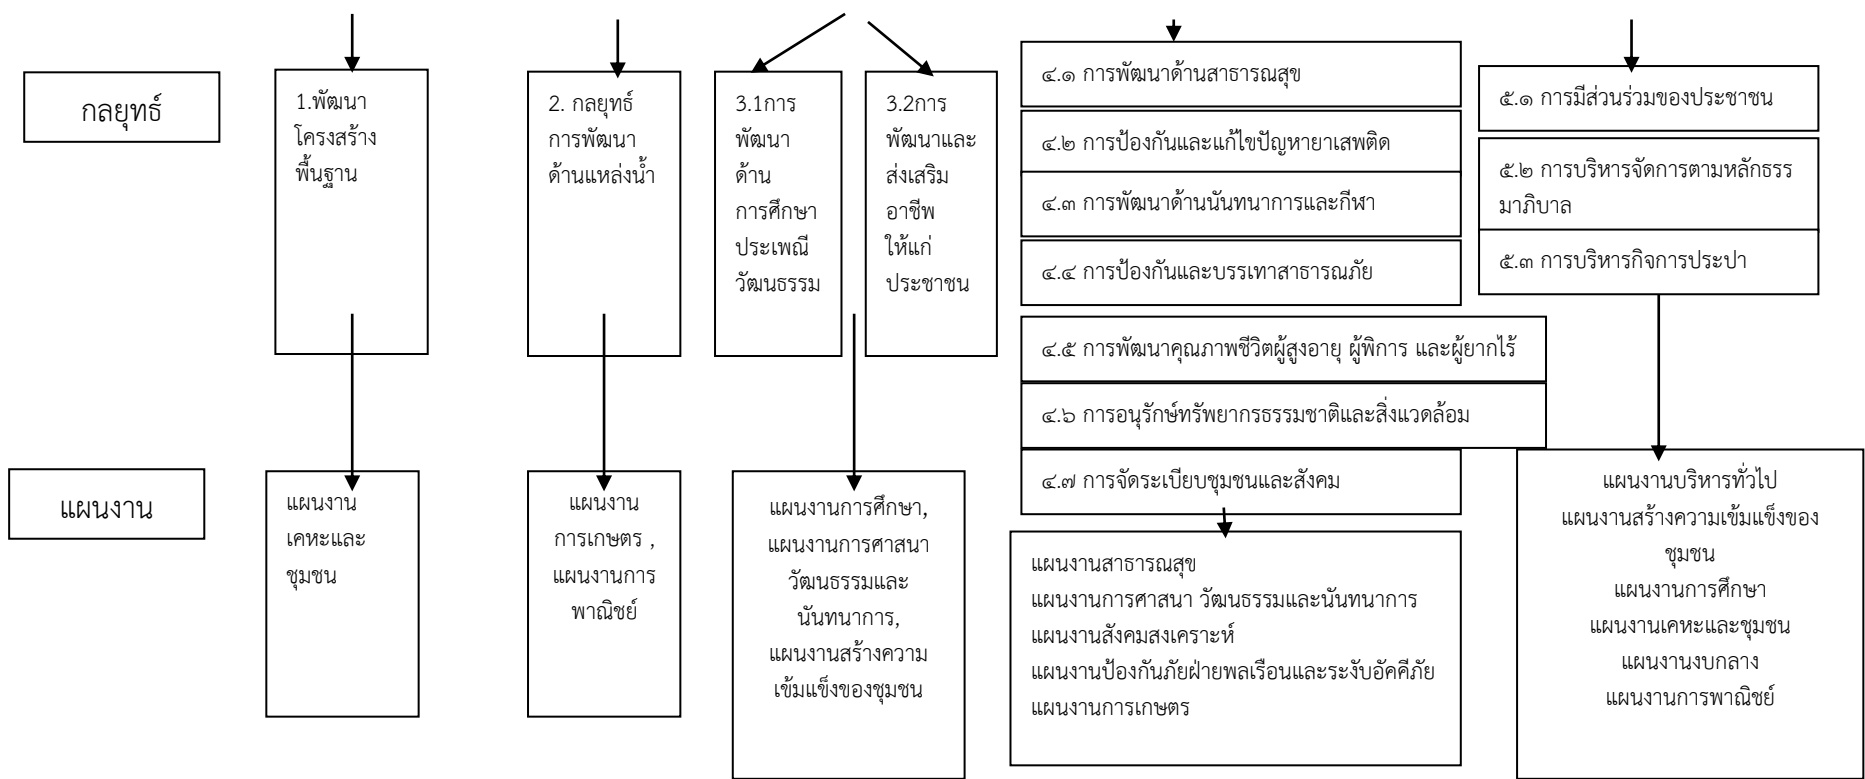 กลยุทธ์
1.พัฒนา
โครงสร้าง
พื้นฐาน
2. กลยุทธ์
การพัฒนา
ด้านแหล่งน้ำ
3.1การ
พัฒนา
ด้าน
การศึกษา
ประเพณี
วัฒนธรรม
3.2การ
พัฒนาและ
ส่งเสริม
อาชีพ
ให้แก่
ประชาชน
๔.๑ การพัฒนาด้านสาธารณสุข
๔.๒ การป้องกันและแก้ไขปัญหายาเสพติด
๔.๓ การพัฒนาด้านนันทนาการและกีฬา
๔.๔ การป้องกันและบรรเทาสาธารณภัย
๔.๕ การพัฒนาคุณภาพชีวิตผู้สูงอายุ ผู้พิการ และผู้ยากไร้
๔.๖ การอนุรักษ์ทรัพยากรธรรมชาติและสิ่งแวดล้อม
๔.๗ การจัดระเบียบชุมชนและสังคม
๕.๑ การมีส่วนร่วมของประชาชน
๕.๒ การบริหารจัดการตามหลักธรร
มาภิบาล
๕.๓ การบริหารกิจการประปา
แผนงาน
แผนงาน
เคหะและ
ชุมชน
แผนงาน
การเกษตร ,
แผนงานการ
พาณิชย์
แผนงานการศึกษา,
แผนงานการศาสนา
วัฒนธรรมและ
นันทนาการ,
แผนงานสร้างความ
เข้มแข็งของชุมชน
แผนงานสาธารณสุข
แผนงานการศาสนา วัฒนธรรมและนันทนาการ
แผนงานสังคมสงเคราะห์
แผนงานป้องกันภัยฝ่ายพลเรือนและระงับอัคคีภัย
แผนงานการเกษตร
แผนงานบริหารทั่วไป
แผนงานสร้างความเข้มแข็งของ
ชุมชน
แผนงานการศึกษา
แผนงานเคหะและชุมชน
แผนงานงบกลาง
แผนงานการพาณิชย์